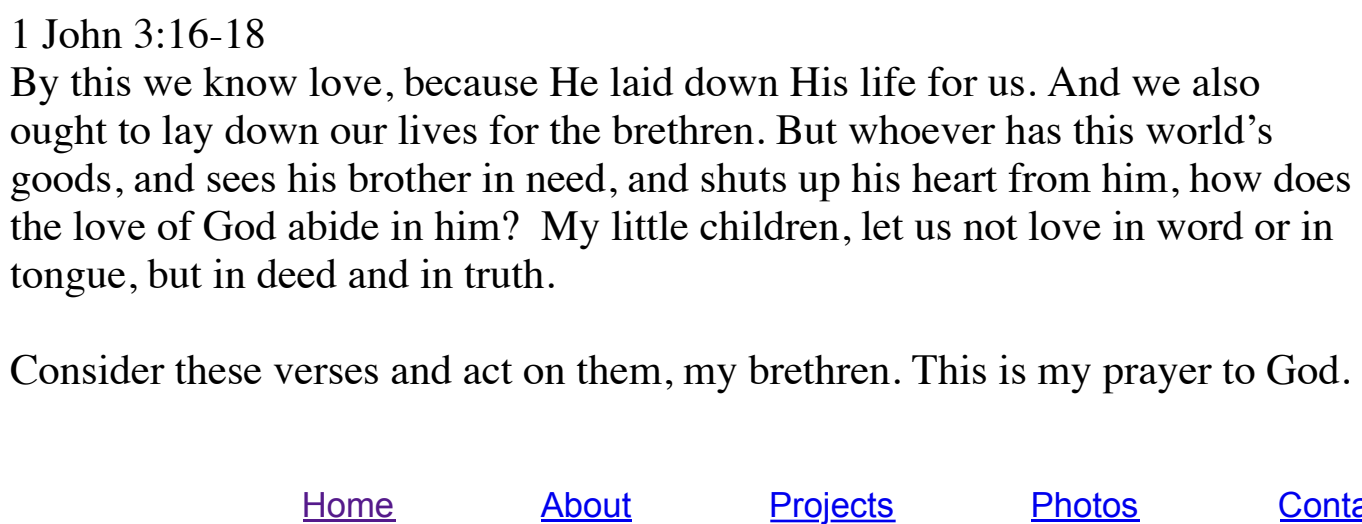 1 John 3:16-18
By this we know love, because He laid down His life for us. And we also
ought to lay down our lives for the brethren. But whoever has this world’s
goods, and sees his brother in need, and shuts up his heart from him, how does
the love of God abide in him?  My little children, let us not love in word or in
tongue, but in deed and in truth.
Consider these verses and act on them, my brethren. This is my prayer to God.
Home About Projects Photos